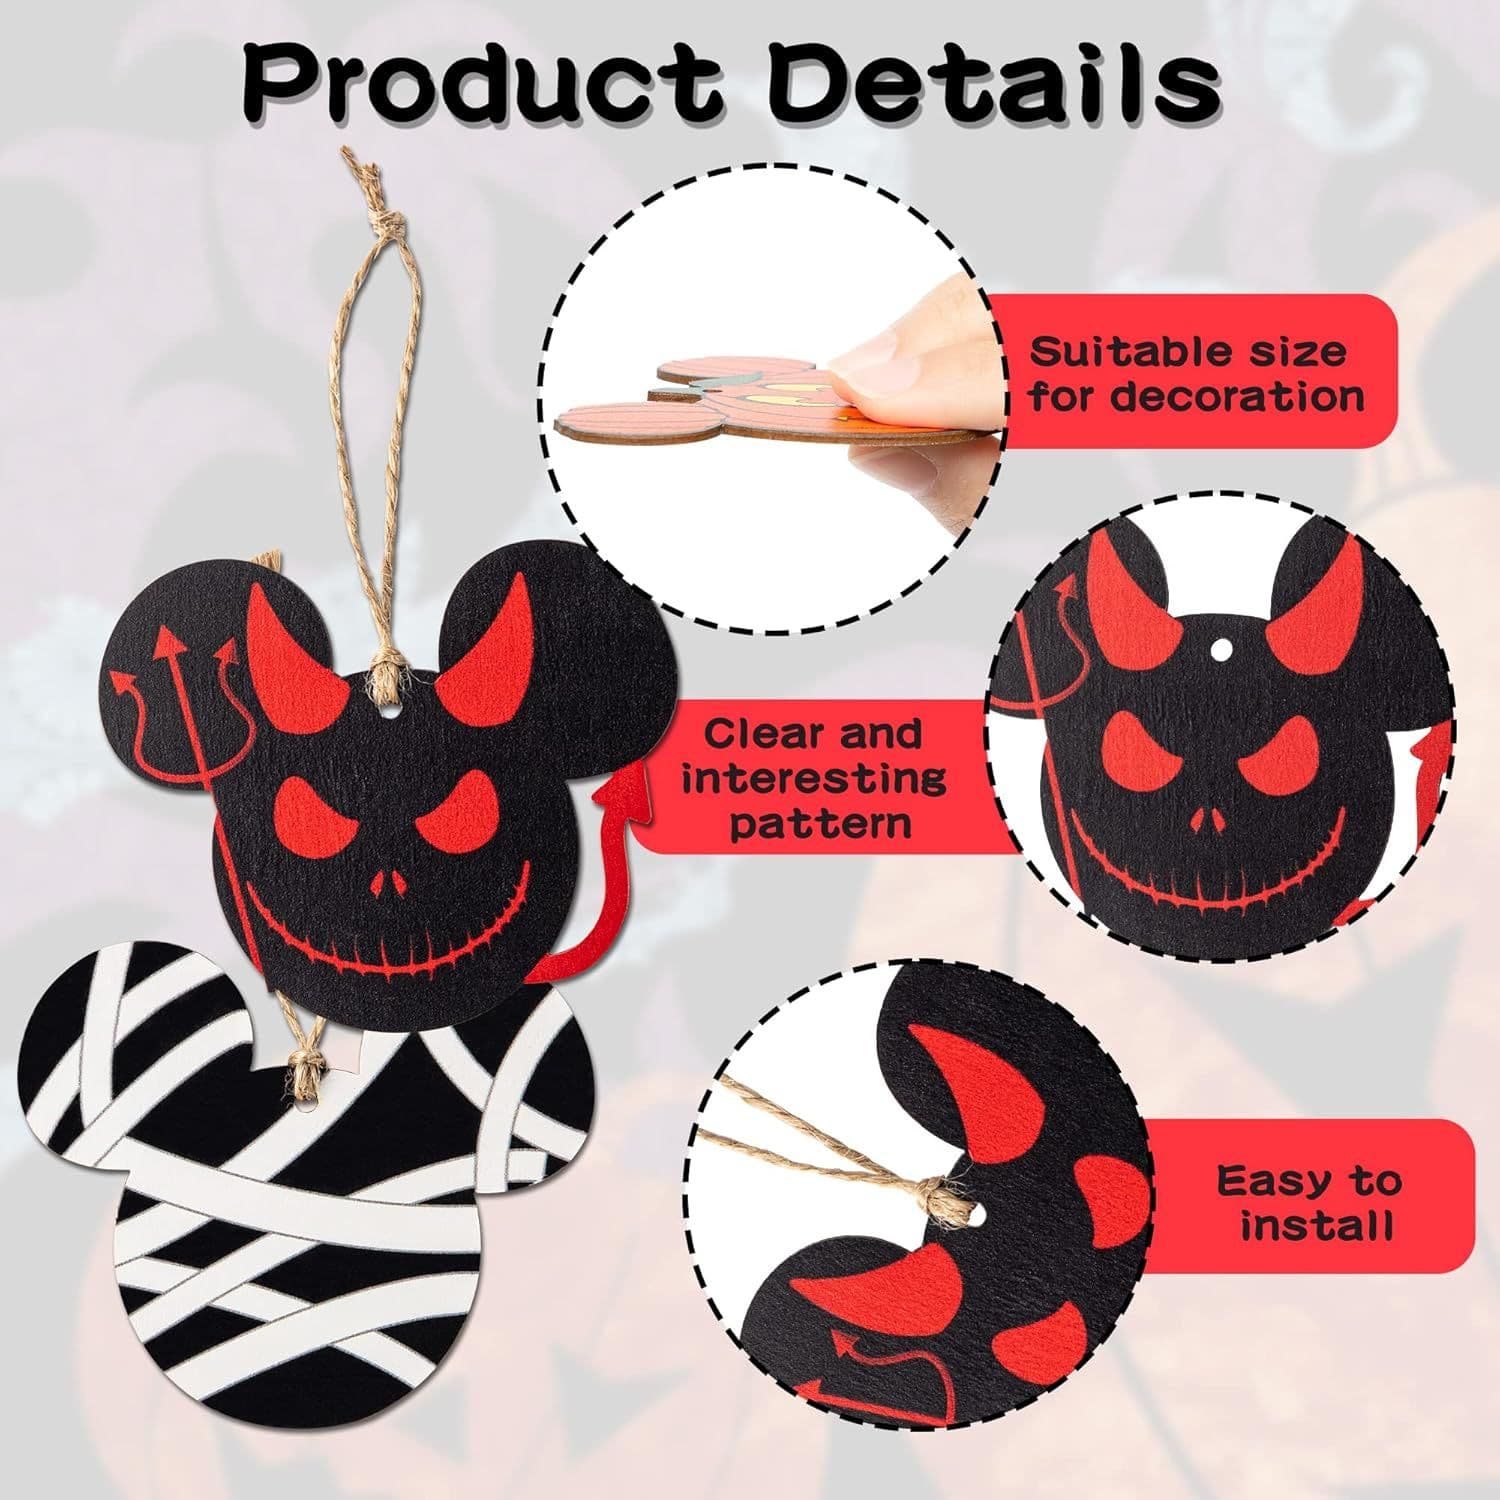 Product Details
Suitable size
for decoration
Clear and
interesting
pattern
Easy to
install